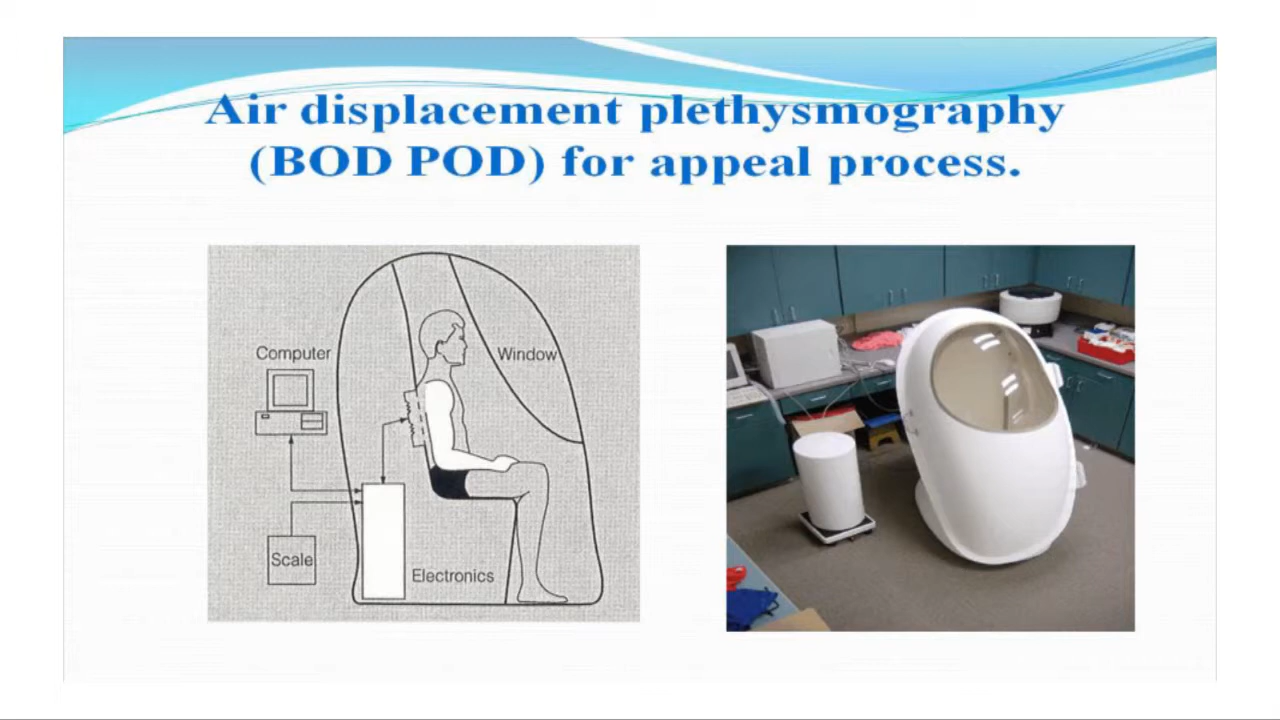 Air displacement plethysmography
(BOD POD) for appeal process.
Computer
Window
Scale
Electronics